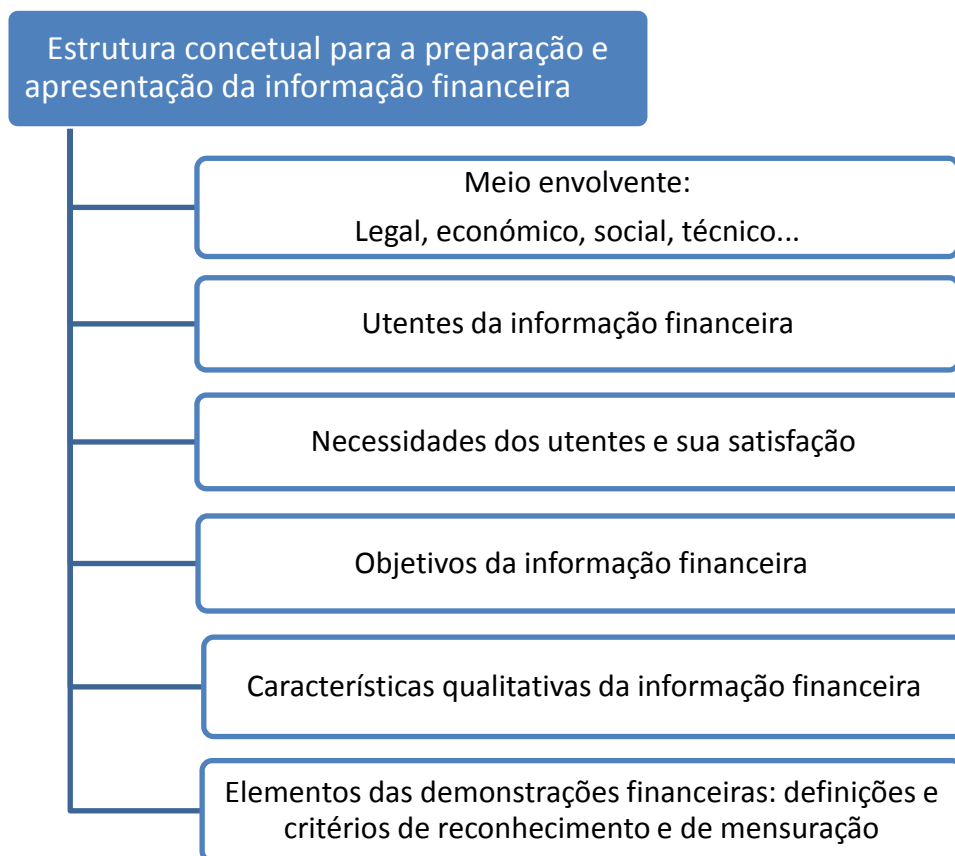 Estrutura concetual para a preparação e
apresentação da informação financeira
Meio envolvente:
Legal, económico, social, técnico...
Utentes da informação financeira
Necessidades dos utentes e sua satisfação
Objetivos da informação financeira
Características qualitativas da informação financeira
Elementos das demonstrações financeiras: definições e
critérios de reconhecimento e de mensuração